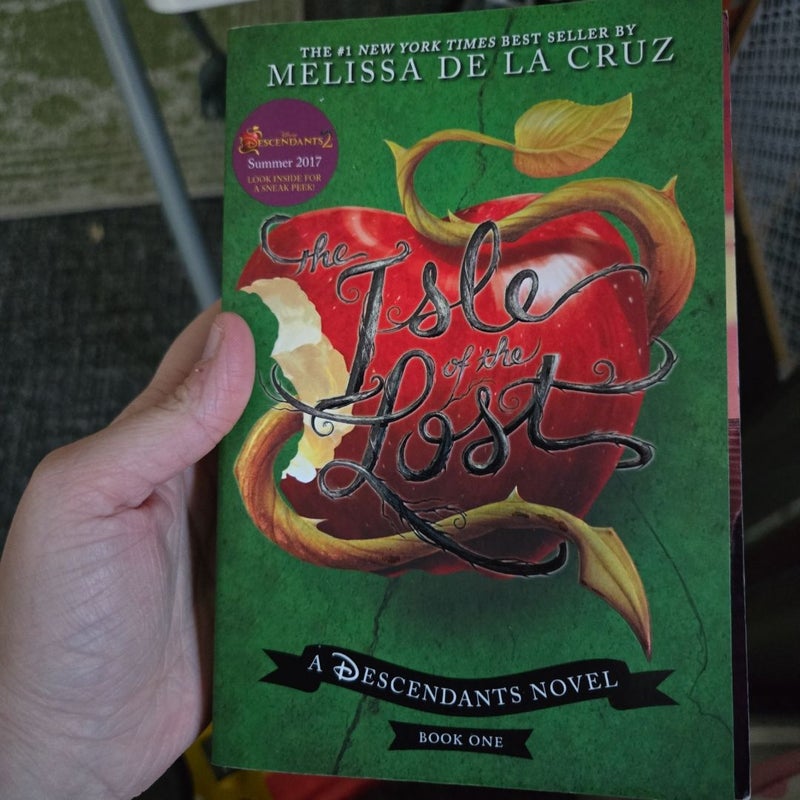 THE #1 NEW YORK TIMES BEST SELLER BY
MELISSA DE LA CRUZ
Disney
DESCENDANTS 2
Summer 2017
LOOK INSIDE FOR
A SNEAK PEEK!
The
Isle
of the
Lost
A DESCENDANTS NOVEL
BOOK ONE